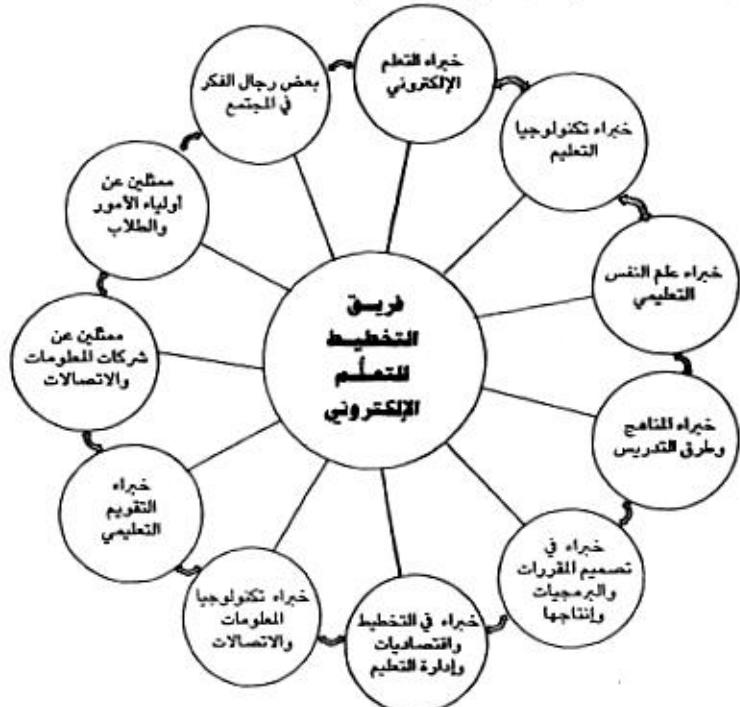 فريق
التخطيط
للتعلُّم
الإلكتروني
خبراء للتعلم
الإلكتروني
خبراء تكنولوجيا
التعليم
خبراء علم النفس
التعليمي
خبراء المناهج
وطرق التدريس
خبراء في
تصميم المقررات
والبرمجيات
وإنتاجها
خبراء في التخطيط
واقتصاديات
وإدارة التعليم
خبراء تكنولوجيا
المعلومات
والاتصالات
خبراء
التقويم
التعليمي
ممثلين عن
شركات المعلومات
والاتصالات
ممثلين عن
أولياء الأمور
والطلاب
بعض رجال الفكر
في المجتمع